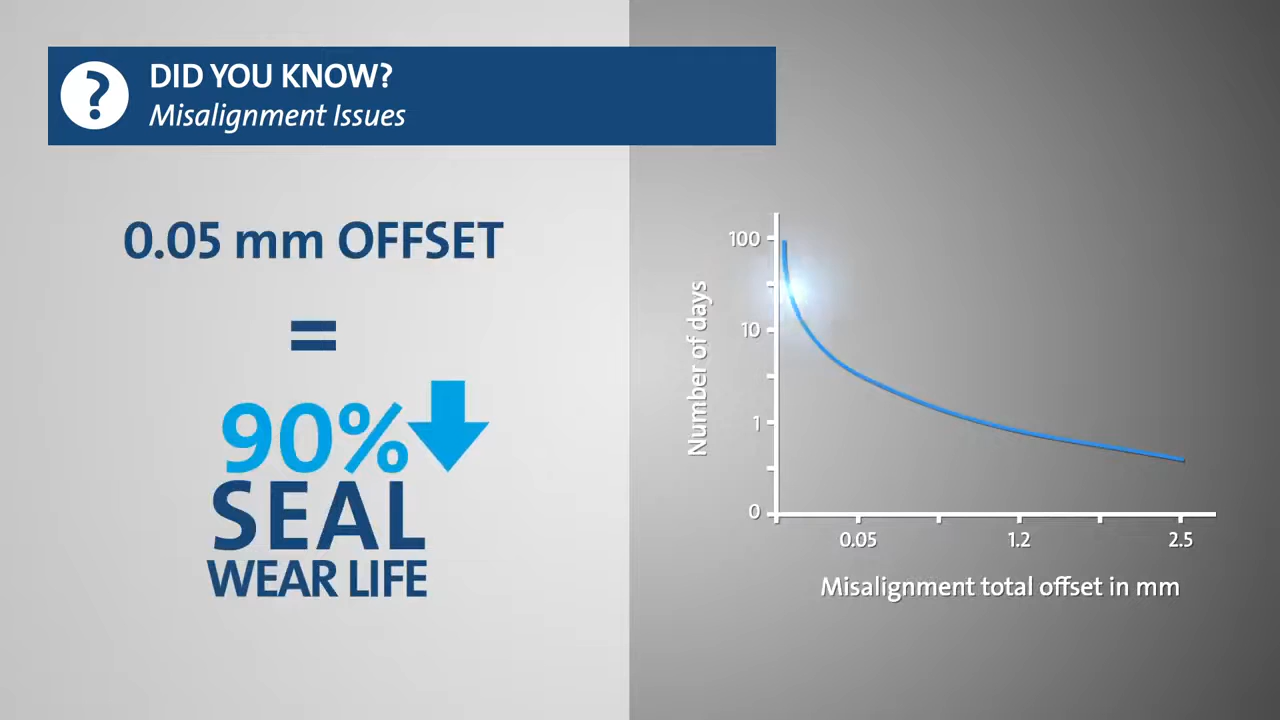 ?
DID YOU KNOW?
Misalignment Issues
0.05 mm OFFSET
=
90%
SEAL
WEAR LIFE
Number of days
100
10
1
0
0.05
1.2
2.5
Misalignment total offset in mm